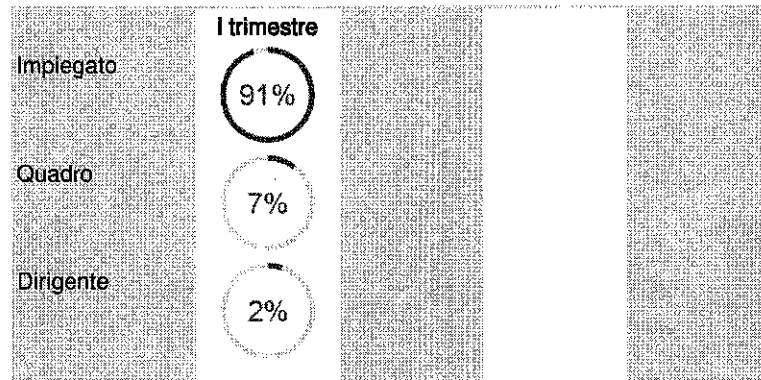 I trimestre
Impiegato
91%
Quadro
7%
Dirigente
2%